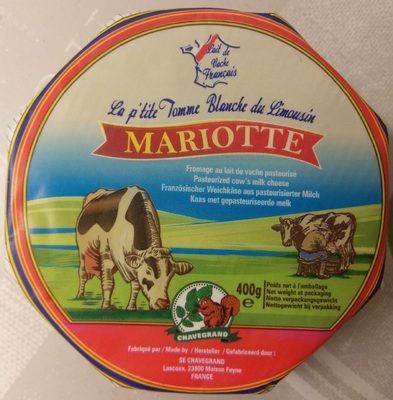 Lait de
Vache
Français
La p'tite Tomme Blanche du Limousin
MARIOTTE
Fromage au lait de vache pasteurisé
Pasteurized cow's milk cheese
Französischer Weichkäse aus pasteurisierter Milch
Kaas met gepasteuriseerde melk
400g
e
Poids net à l'emballage
Net weight at packaging
Nette verpackungsgewicht
Nettogewicht bij verpakking
CHAVEGRAND
Fabriqué par / Made by / Hersteller / Gefabriceerd door :
SE CHAVEGRAND
Lascoux, 23800 Maison Feyne
FRANCE